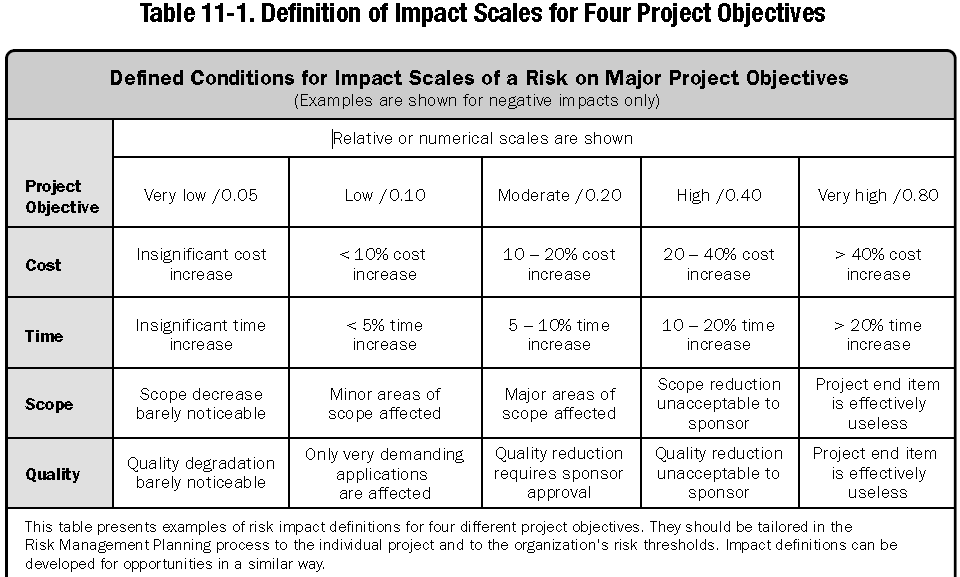 Table 11-1. Definition of Impact Scales for Four Project Objectives
Defined Conditions for Impact Scales of a Risk on Major Project Objectives
(Examples are shown for negative impacts only)
Relative or numerical scales are shown
Project
Objective
Very low /0.05
Low /0.10
Moderate /0.20
High /0.40
Very high /0.80
Cost
Insignificant cost
increase
< 10% cost
increase
10 – 20% cost
increase
20 – 40% cost
increase
> 40% cost
increase
Time
Insignificant time
increase
< 5% time
increase
5 – 10% time
increase
10 – 20% time
increase
> 20% time
increase
Scope
Scope decrease
barely noticeable
Minor areas of
scope affected
Major areas of
scope affected
Scope reduction
unacceptable to
sponsor
Project end item
is effectively
useless
Quality
Quality degradation
barely noticeable
Only very demanding
applications
are affected
Quality reduction
requires sponsor
approval
Quality reduction
unacceptable to
sponsor
Project end item
is effectively
useless
This table presents examples of risk impact definitions for four different project objectives. They should be tailored in the
Risk Management Planning process to the individual project and to the organization's risk thresholds. Impact definitions can be
developed for opportunities in a similar way.